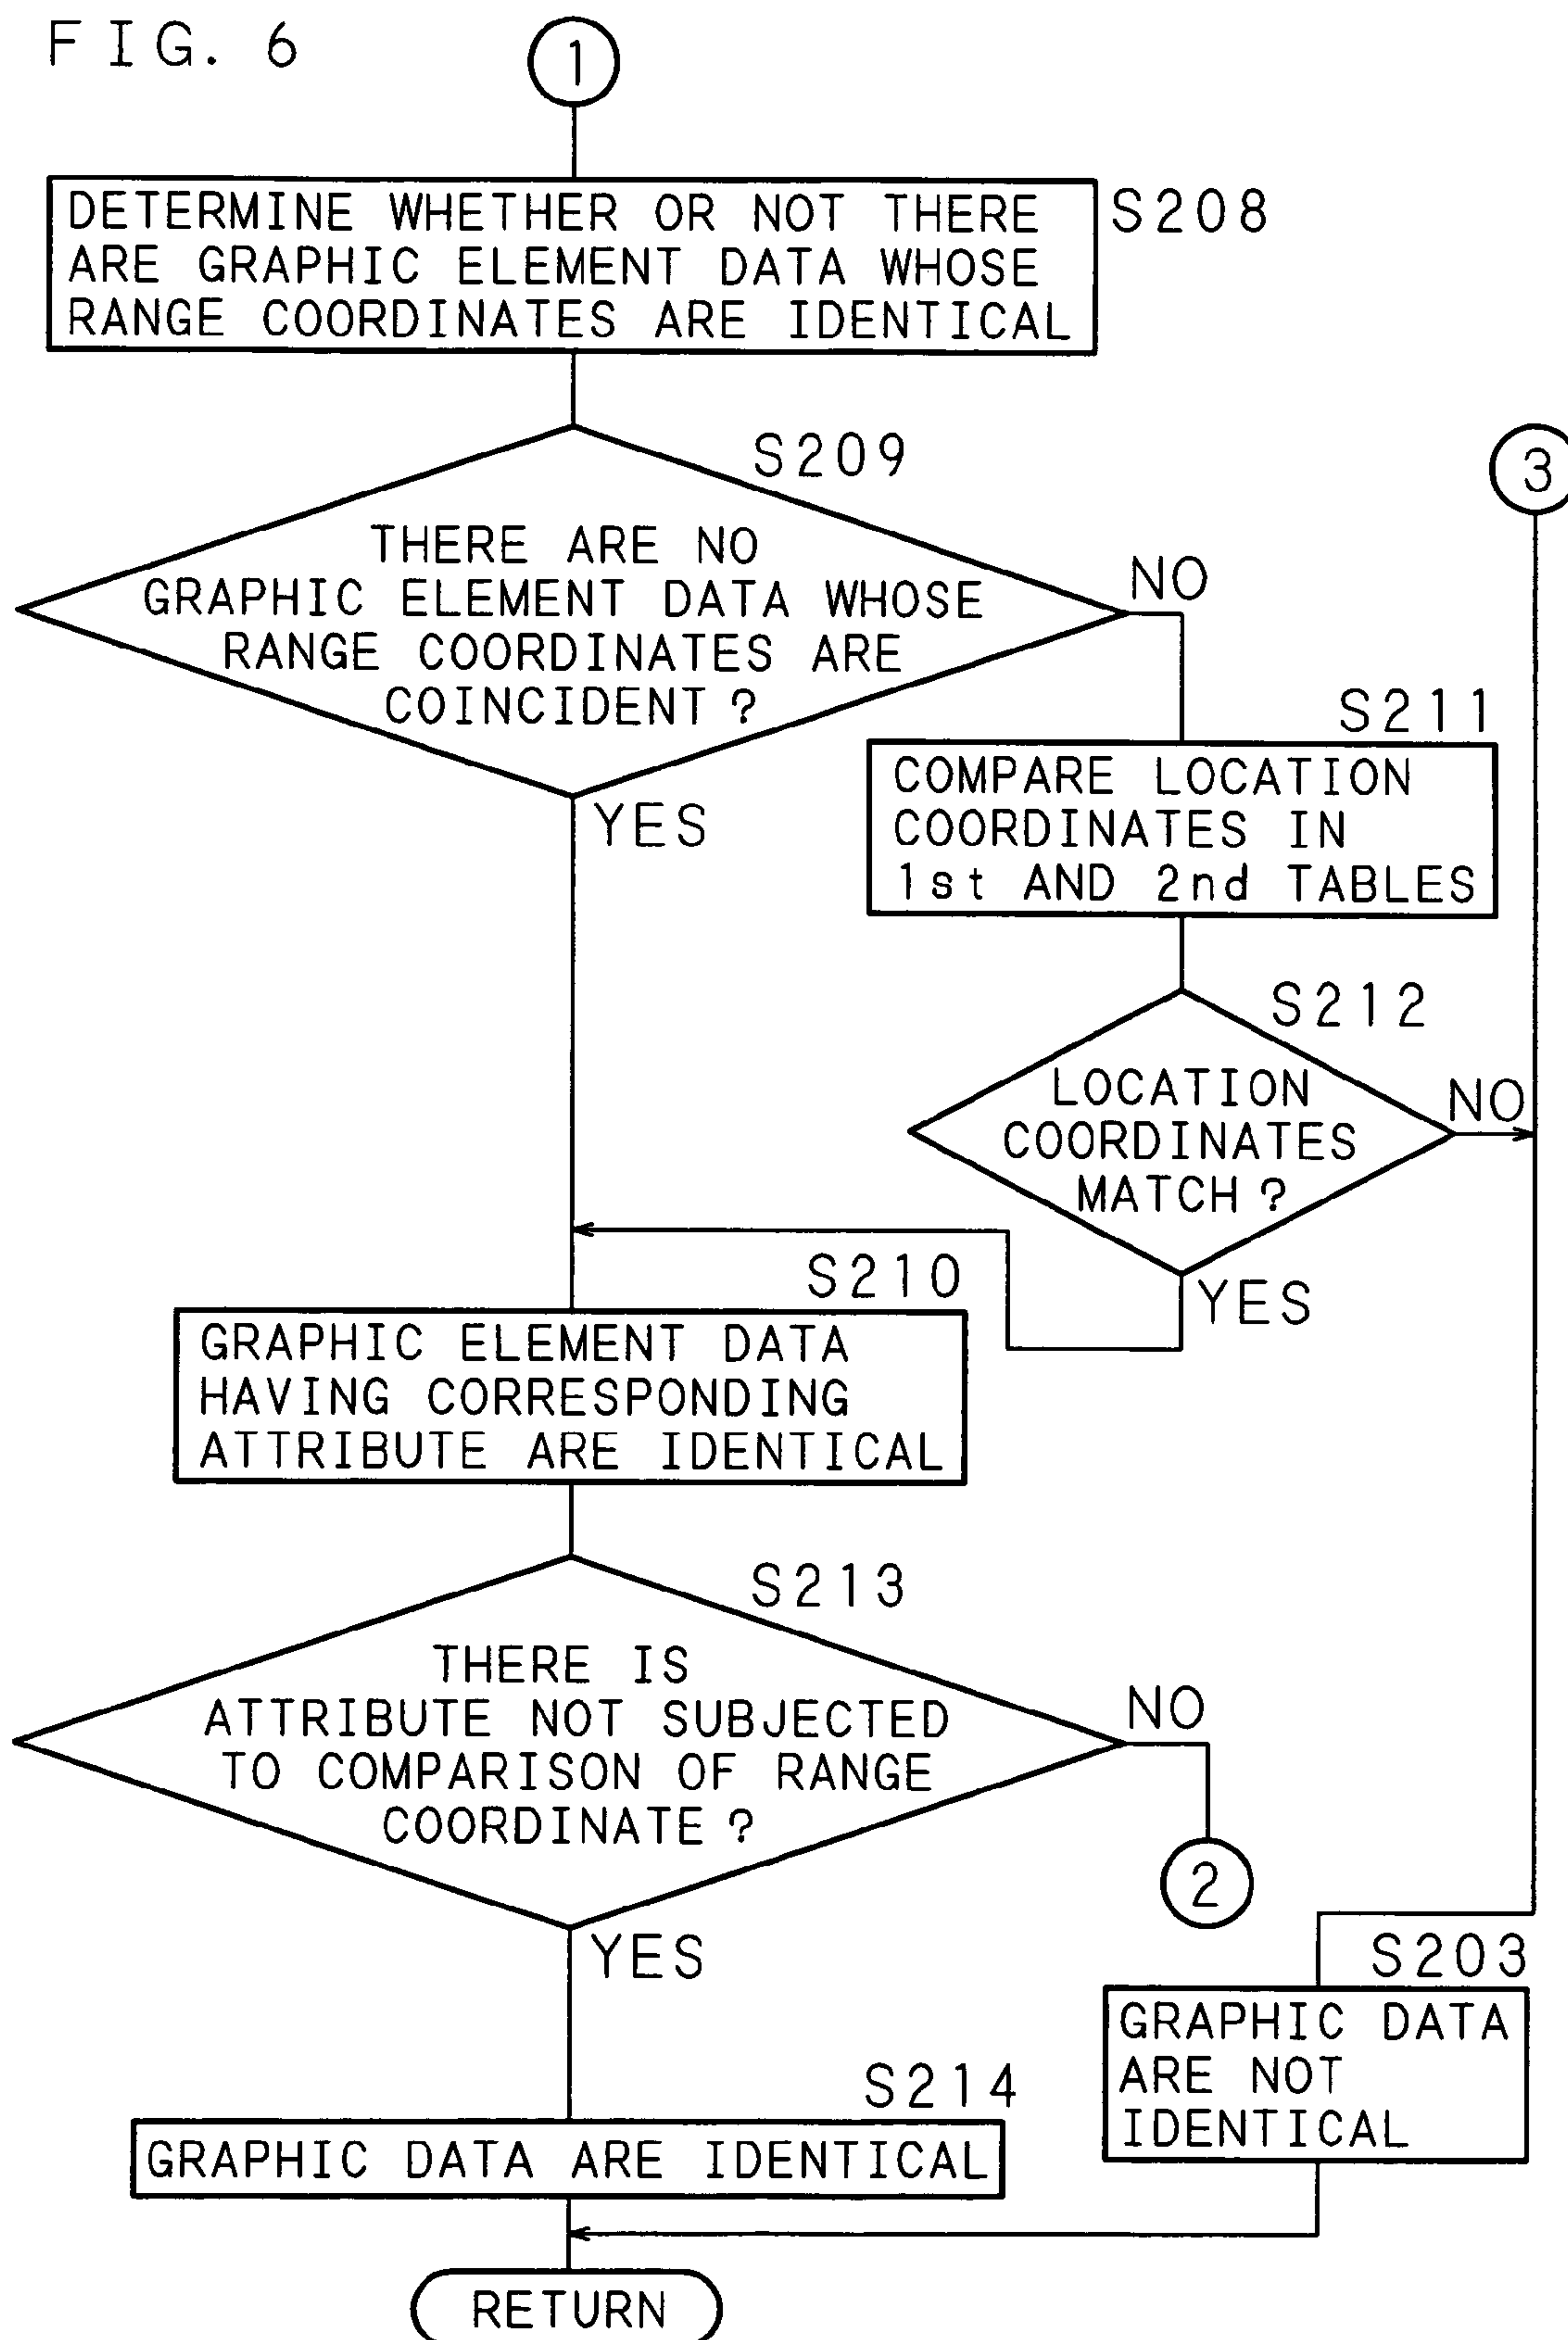 FIG. 6
1
DETERMINE WHETHER OR NOT THERE
ARE GRAPHIC ELEMENT DATA WHOSE
RANGE COORDINATES ARE IDENTICAL
S208
S209
THERE ARE NO
GRAPHIC ELEMENT DATA WHOSE
RANGE COORDINATES ARE
COINCIDENT ?
NO
YES
3
S211
COMPARE LOCATION
COORDINATES IN
1st AND 2nd TABLES
S212
LOCATION
COORDINATES
MATCH ?
NO
YES
S210
GRAPHIC ELEMENT DATA
HAVING CORRESPONDING
ATTRIBUTE ARE IDENTICAL
S213
THERE IS
ATTRIBUTE NOT SUBJECTED
TO COMPARISON OF RANGE
COORDINATE ?
NO
2
YES
S203
GRAPHIC DATA
ARE NOT
IDENTICAL
S214
GRAPHIC DATA ARE IDENTICAL
RETURN